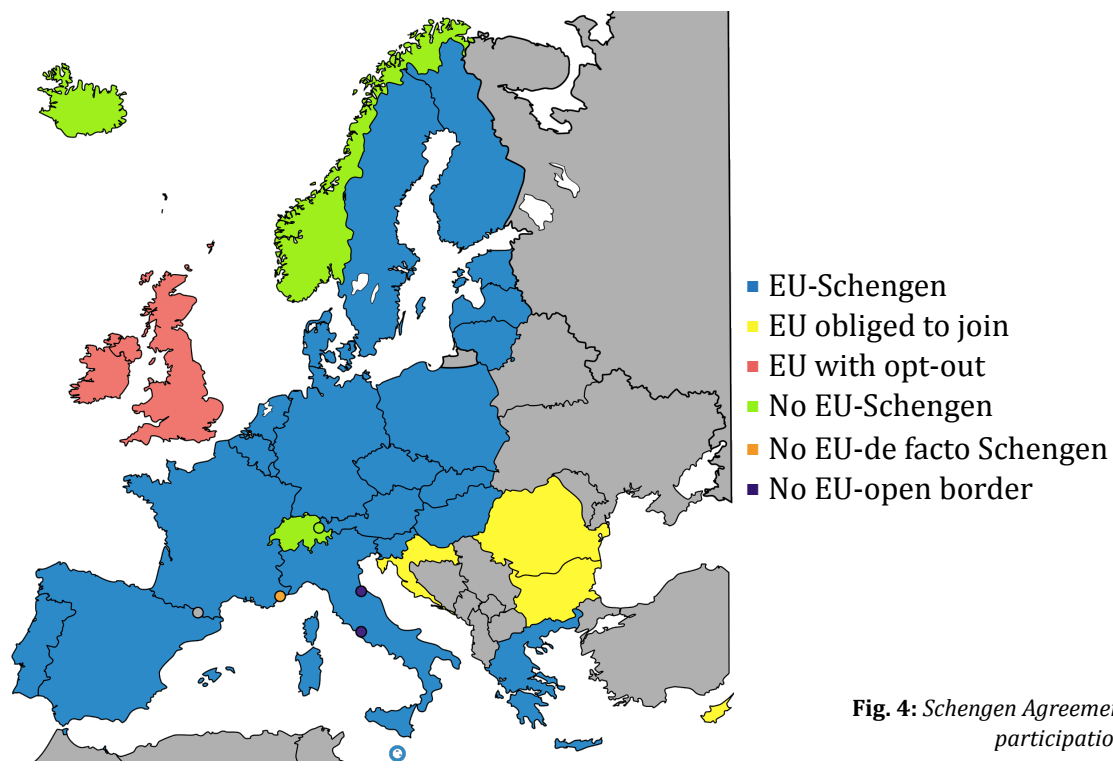 EU-Schengen
EU obliged to join
EU with opt-out
No EU-Schengen
No EU-de facto Schengen
No EU-open border
Fig. 4: Schengen Agreemen
participatio